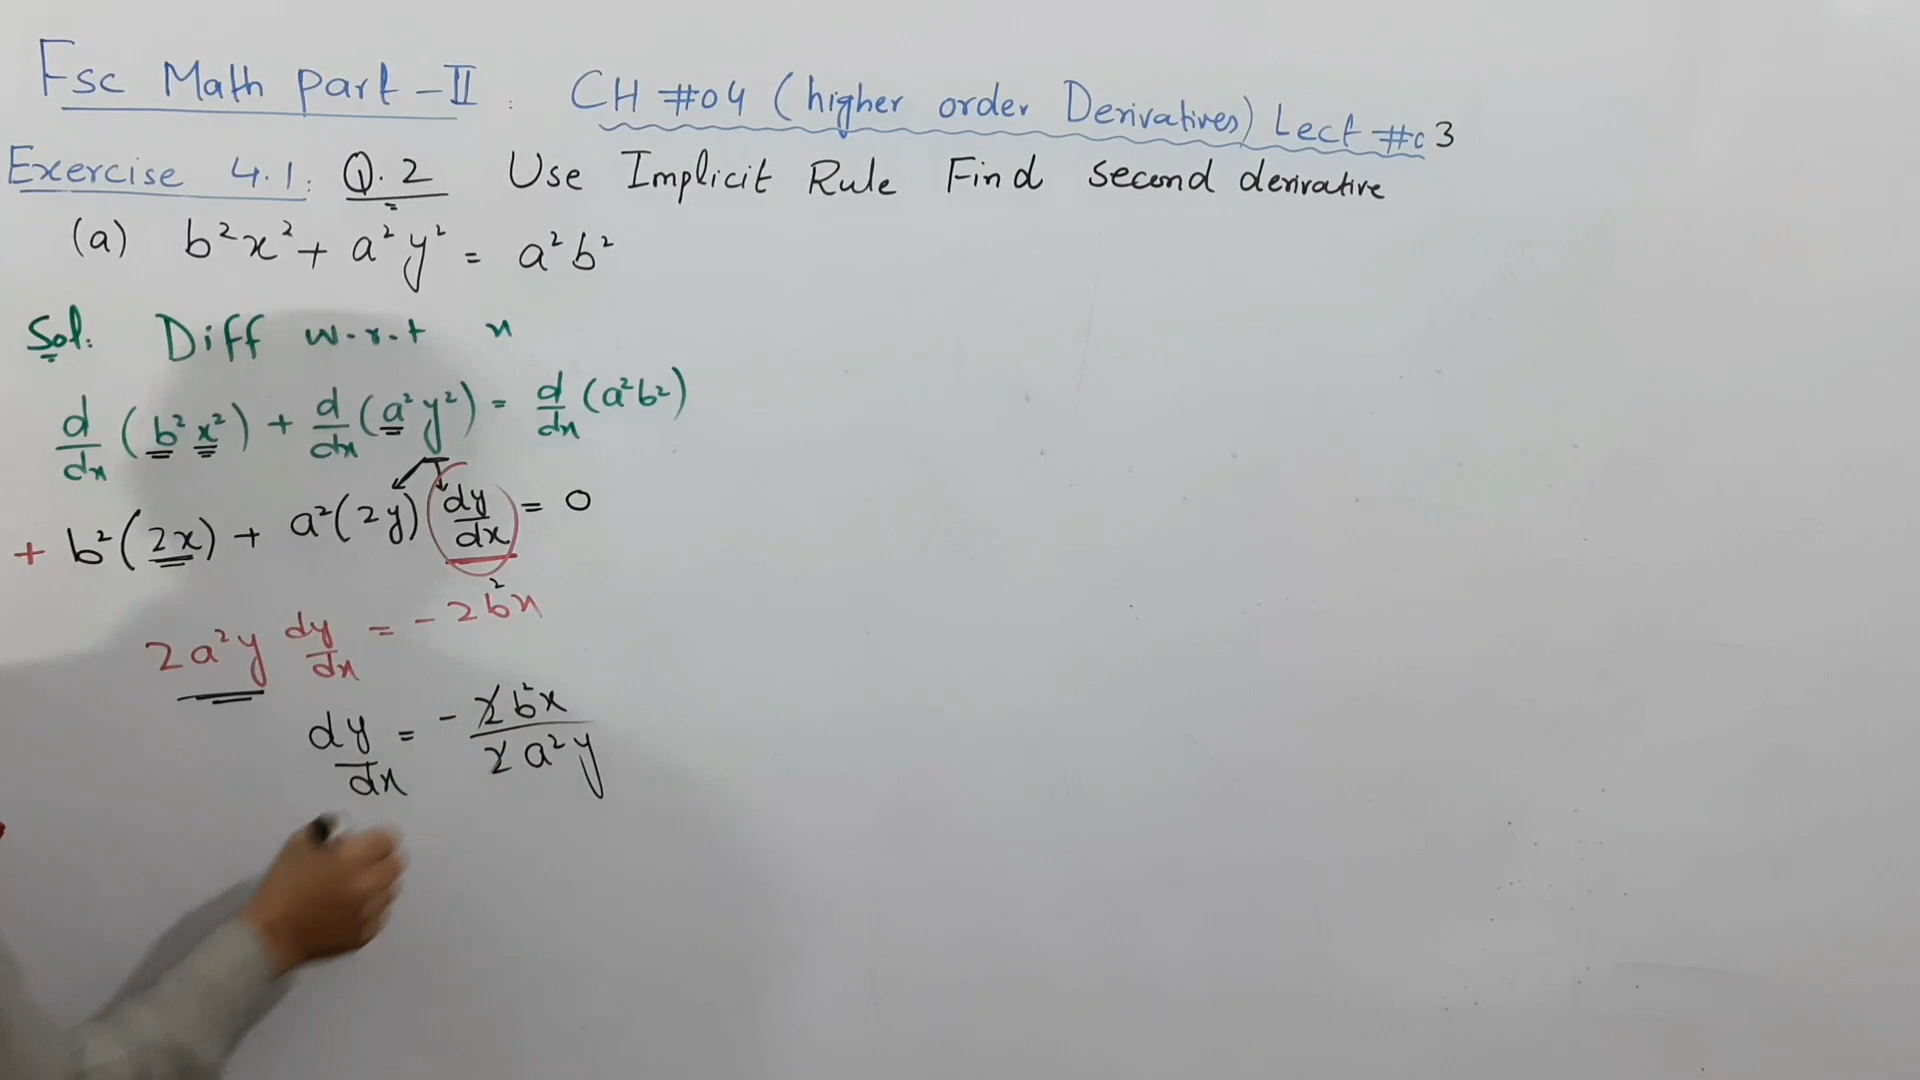 Fsc Math part-II : CH #04 (higher order Derivatives) Lect #03
Exercise 4.1: Q.2 Use Implicit Rule Find second derivative
(a) b²x² + a²y² = a²b²
Sol: Diff w.r.t x
d/dx (b²x²) + d/dx (a²y²) = d/dx (a²b²)
+ b²(2x) + a²(2y) (dy/dx) = 0
2a²y dy/dx = -2b²x
dy/dx = - 2b²x / 2a²y